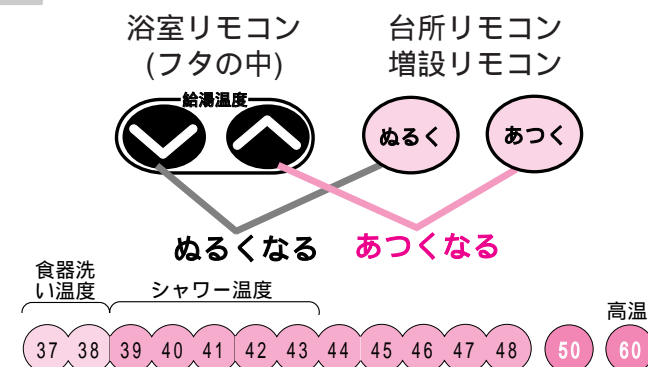 浴室リモコン
(フタの中)
台所リモコン
増設リモコン
給湯温度
ぬるく
あつく
ぬるくなる
あつくなる
食器洗
い温度
シャワー温度
高温
37 38 39 40 41 42 43 44 45 46 47 48 50 60